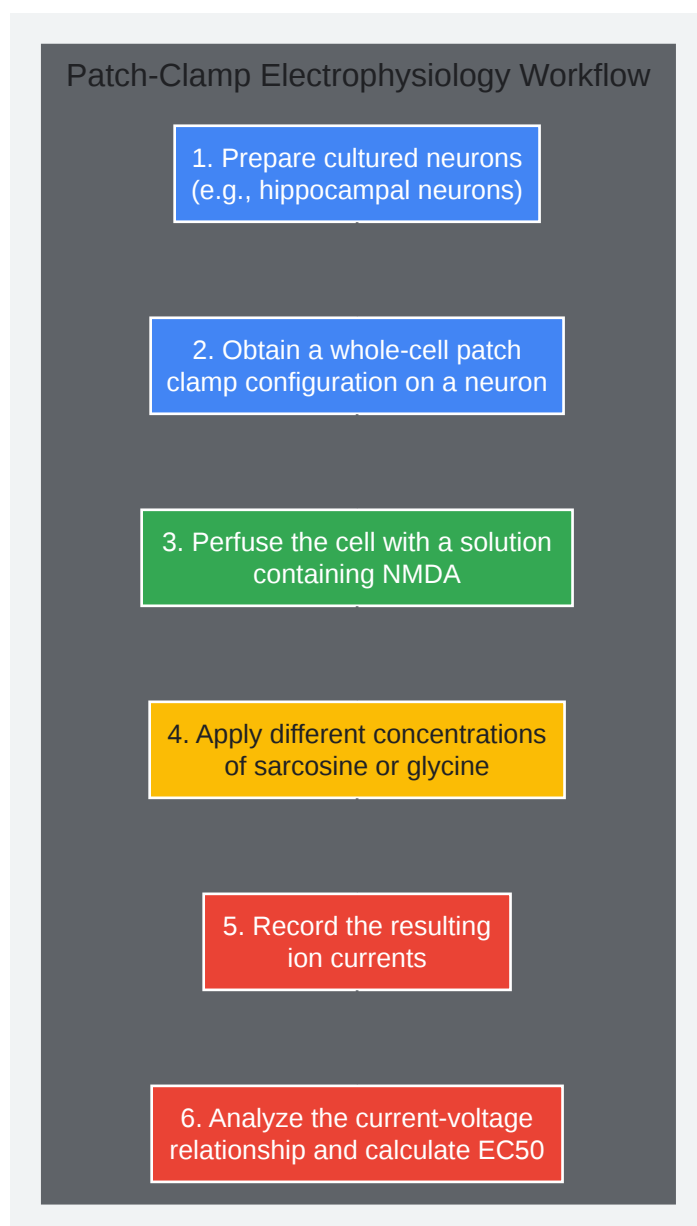 Patch-Clamp Electrophysiology Workflow
1. Prepare cultured neurons
(e.g., hippocampal neurons)
2. Obtain a whole-cell patch
clamp configuration on a neuron
3. Perfuse the cell with a solution
containing NMDA
4. Apply different concentrations
of sarcosine or glycine
5. Record the resulting
ion currents
6. Analyze the current-voltage
relationship and calculate EC50